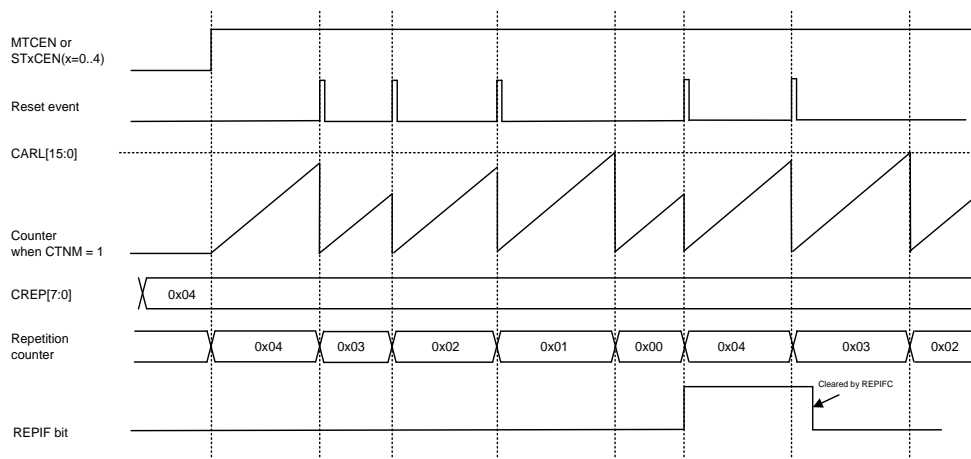 MTCEN or
STxCEN(x=0..4)
Reset event
CARL[15:0]
Counter
when CTNM = 1
CREP[7:0]
0x04
Repetition
counter
0x04 0x03 0x02 0x01 0x00 0x04 0x03 0x02
Cleared by REPIFC
REPIF bit